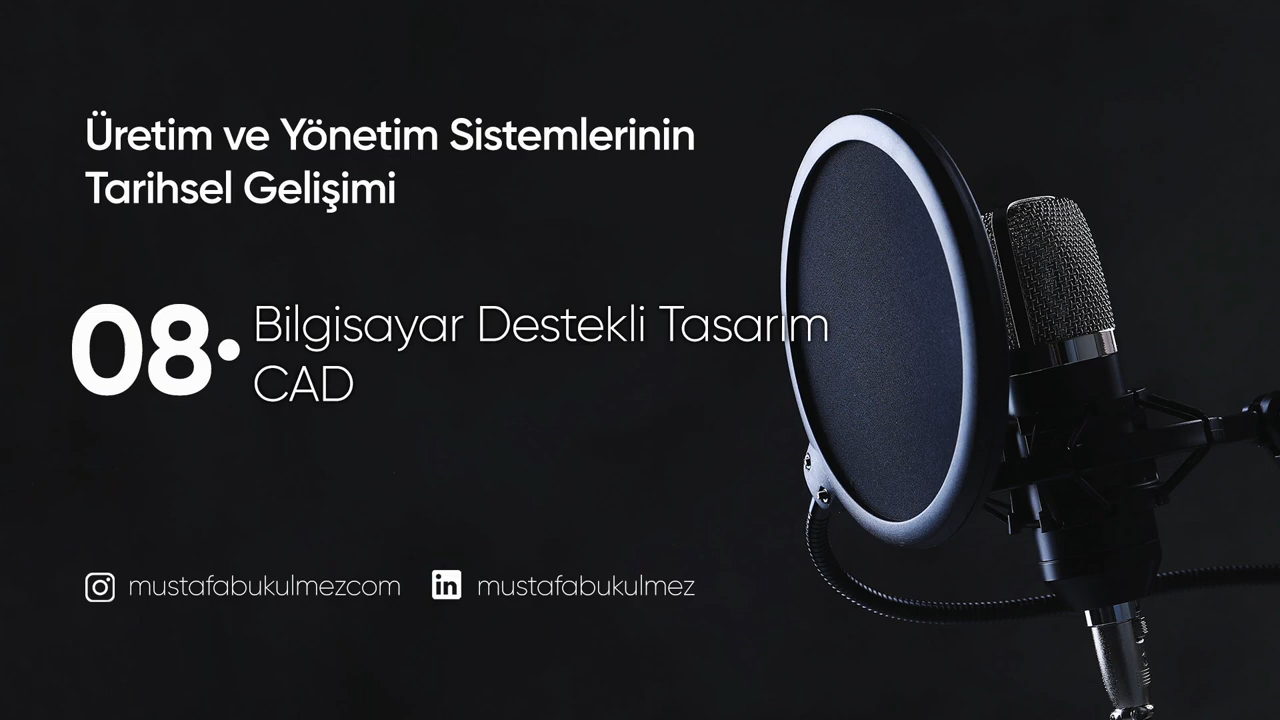 Üretim ve Yönetim Sistemlerinin
Tarihsel Gelişimi
08. Bilgisayar Destekli Tasarım
CAD
mustafabukulmezcom mustafabukulmez